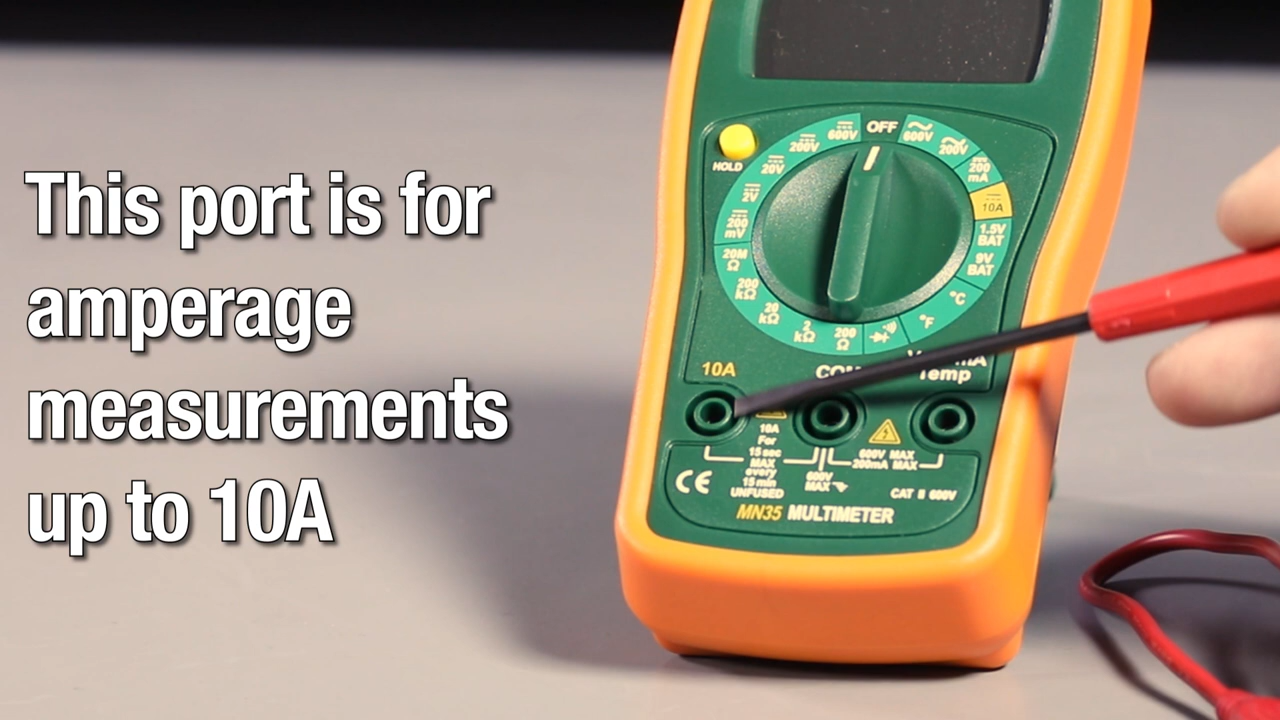 This port is for
amperage
measurements
up to 10A
OFF
600V
200V
20V
2V
200
mV
20M
Ω
200
kΩ
20
kΩ
2
kΩ
200
Ω
°F
°C
9V
BAT
1.5V
BAT
10A
200
mA
200V
600V
HOLD
10A
Temp
10A
For
15 sec
MAX
every
15 min
UNFUSED
600V
MAX
600V MAX
200mA MAX
CE
CAT II 600V
MN35 MULTIMETER